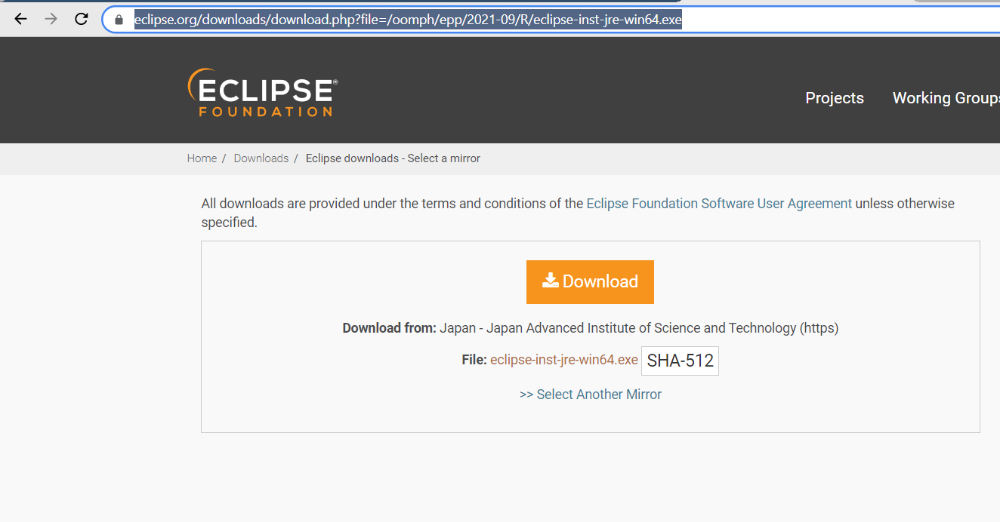 eclipse.org/downloads/download.php?file=/oomph/epp/2021-09/R/eclipse-inst-jre-win64.exe
ECLIPSE®
FOUNDATION
Projects Working Groups
Home / Downloads / Eclipse downloads - Select a mirror
All downloads are provided under the terms and conditions of the Eclipse Foundation Software User Agreement unless otherwise
specified.
Download
Download from: Japan - Japan Advanced Institute of Science and Technology (https)
File: eclipse-inst-jre-win64.exe SHA-512
>> Select Another Mirror